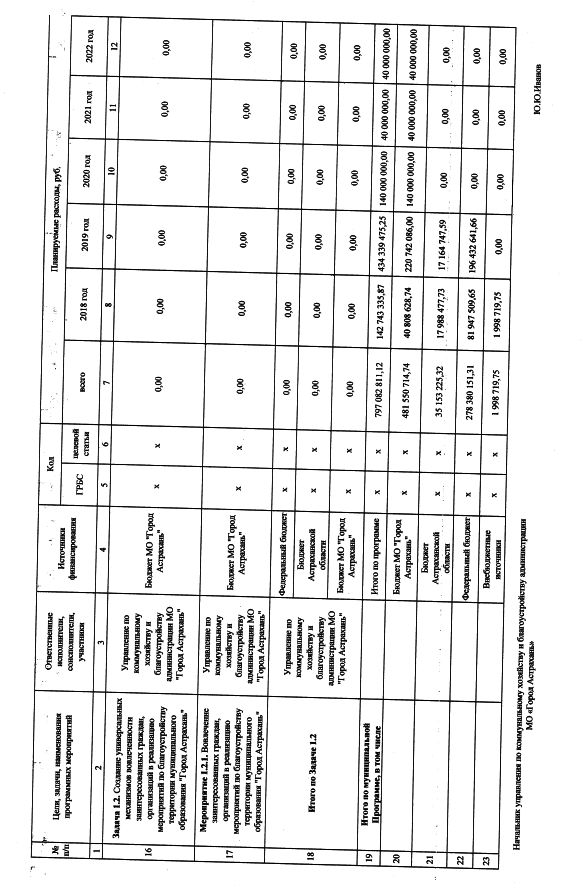 № п/п | Цели, задачи, наименования программных мероприятий | Ответственные исполнители, соисполнители, участники | Источники финансирования | Код | Планируемые расходы, руб.
ГРБС | целевой статьи | всего | 2018 год | 2019 год | 2020 год | 2021 год | 2022 год
1 | 2 | 3 | 4 | 5 | 6 | 7 | 8 | 9 | 10 | 11 | 12
16 | Задача 1.2. Создание универсальных механизмов вовлеченности заинтересованных граждан, организаций в реализацию мероприятий по благоустройству территории муниципального образования "Город Астрахань" | Управление по коммунальному хозяйству и благоустройству администрации МО "Город Астрахань" | Бюджет МО "Город Астрахань" | х | х | 0,00 | 0,00 | 0,00 | 0,00 | 0,00 | 0,00
17 | Мероприятие 1.2.1. Вовлечение заинтересованных граждан, организаций в реализацию мероприятий по благоустройству территории муниципального образования "Город Астрахань" | Управление по коммунальному хозяйству и благоустройству администрации МО "Город Астрахань" | Бюджет МО "Город Астрахань" | х | х | 0,00 | 0,00 | 0,00 | 0,00 | 0,00 | 0,00
18 | Итого по Задаче 1.2 | Управление по коммунальному хозяйству и благоустройству администрации МО "Город Астрахань" | Федеральный бюджет | х | х | 0,00 | 0,00 | 0,00 | 0,00 | 0,00 | 0,00
Бюджет Астраханской области | х | х | 0,00 | 0,00 | 0,00 | 0,00 | 0,00 | 0,00
Бюджет МО "Город Астрахань" | х | х | 0,00 | 0,00 | 0,00 | 0,00 | 0,00 | 0,00
19 | Итого по муниципальной Программе, в том числе | Итого по программе | х | х | 797 082 811,12 | 142 743 335,87 | 434 339 475,25 | 140 000 000,00 | 40 000 000,00 | 40 000 000,00
20 | Бюджет МО "Город Астрахань" | х | х | 481 550 714,74 | 40 808 628,74 | 220 742 086,00 | 140 000 000,00 | 40 000 000,00 | 40 000 000,00
21 | Бюджет Астраханской области | х | х | 35 153 225,32 | 17 988 477,73 | 17 164 747,59 | 0,00 | 0,00 | 0,00
22 | Федеральный бюджет | х | х | 278 380 151,31 | 81 947 509,65 | 196 432 641,66 | 0,00 | 0,00 | 0,00
23 | Внебюджетные источники | х | х | 1 998 719,75 | 1 998 719,75 | 0,00 | 0,00 | 0,00 | 0,00
Начальник управления по коммунальному хозяйству и благоустройству администрации
МО «Город Астрахань»
Ю.Ю.Иванов